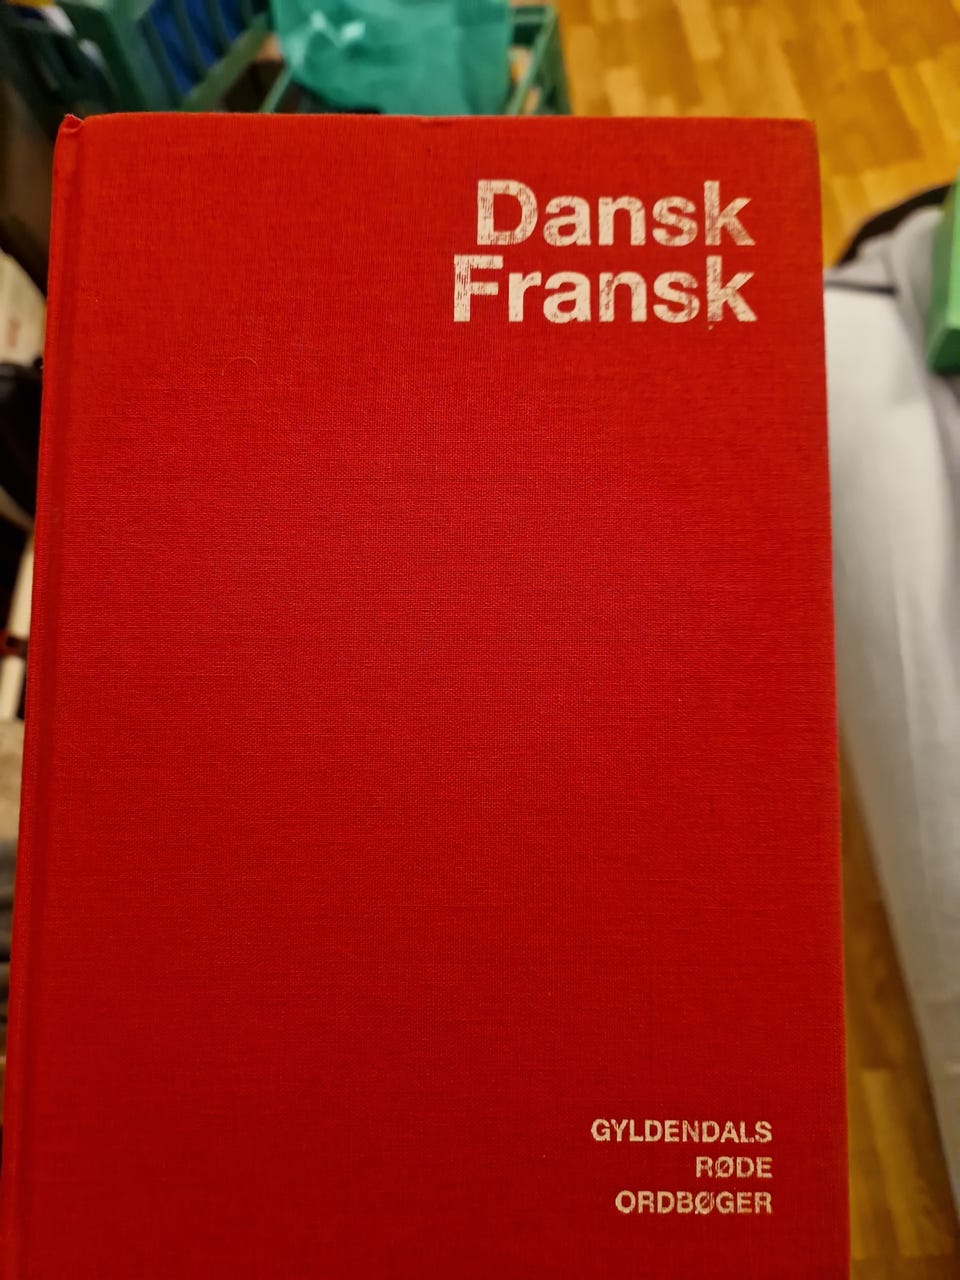 Dansk
Fransk
GYLDENDALS
RØDE
ORDBØGER